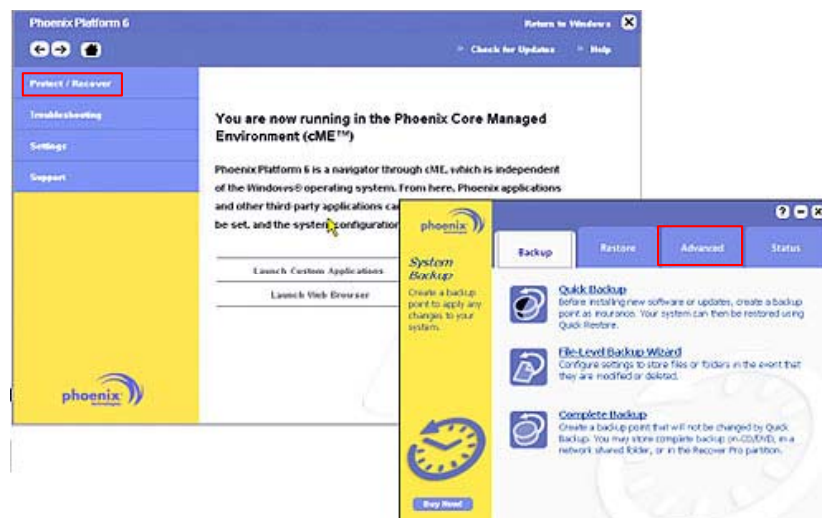 Phoenix Platform 6
Return to Windows
Check for Updates
Help
Protect / Recover
Troubleshooting
Settings
Support
You are now running in the Phoenix Core Managed
Environment (cME™)
Phoenix Platform 6 is a navigator through cME, which is independent
of the Windows® operating system. From here, Phoenix applications
and other third-party applications ca
be set, and the system configuration
Launch Custom Applications
Launch Web Browser
phoenix
technologies
phoenix
System
Backup
Create a backup
point to apply any
changes to your
system.
Buy Now!
Backup
Restore
Advanced
Status
Quick Backup
Before installing new software or updates, create a backup
point as insurance. Your system can then be restored using
Quick Restore.
File-Level Backup Wizard
Configure settings to store files or folders in the event that
they are modified or deleted.
Complete Backup
Create a backup point that will not be changed by Quick
Backup. You may store complete backup on CD/DVD, in a
network shared folder, or in the Recover Pro partition.